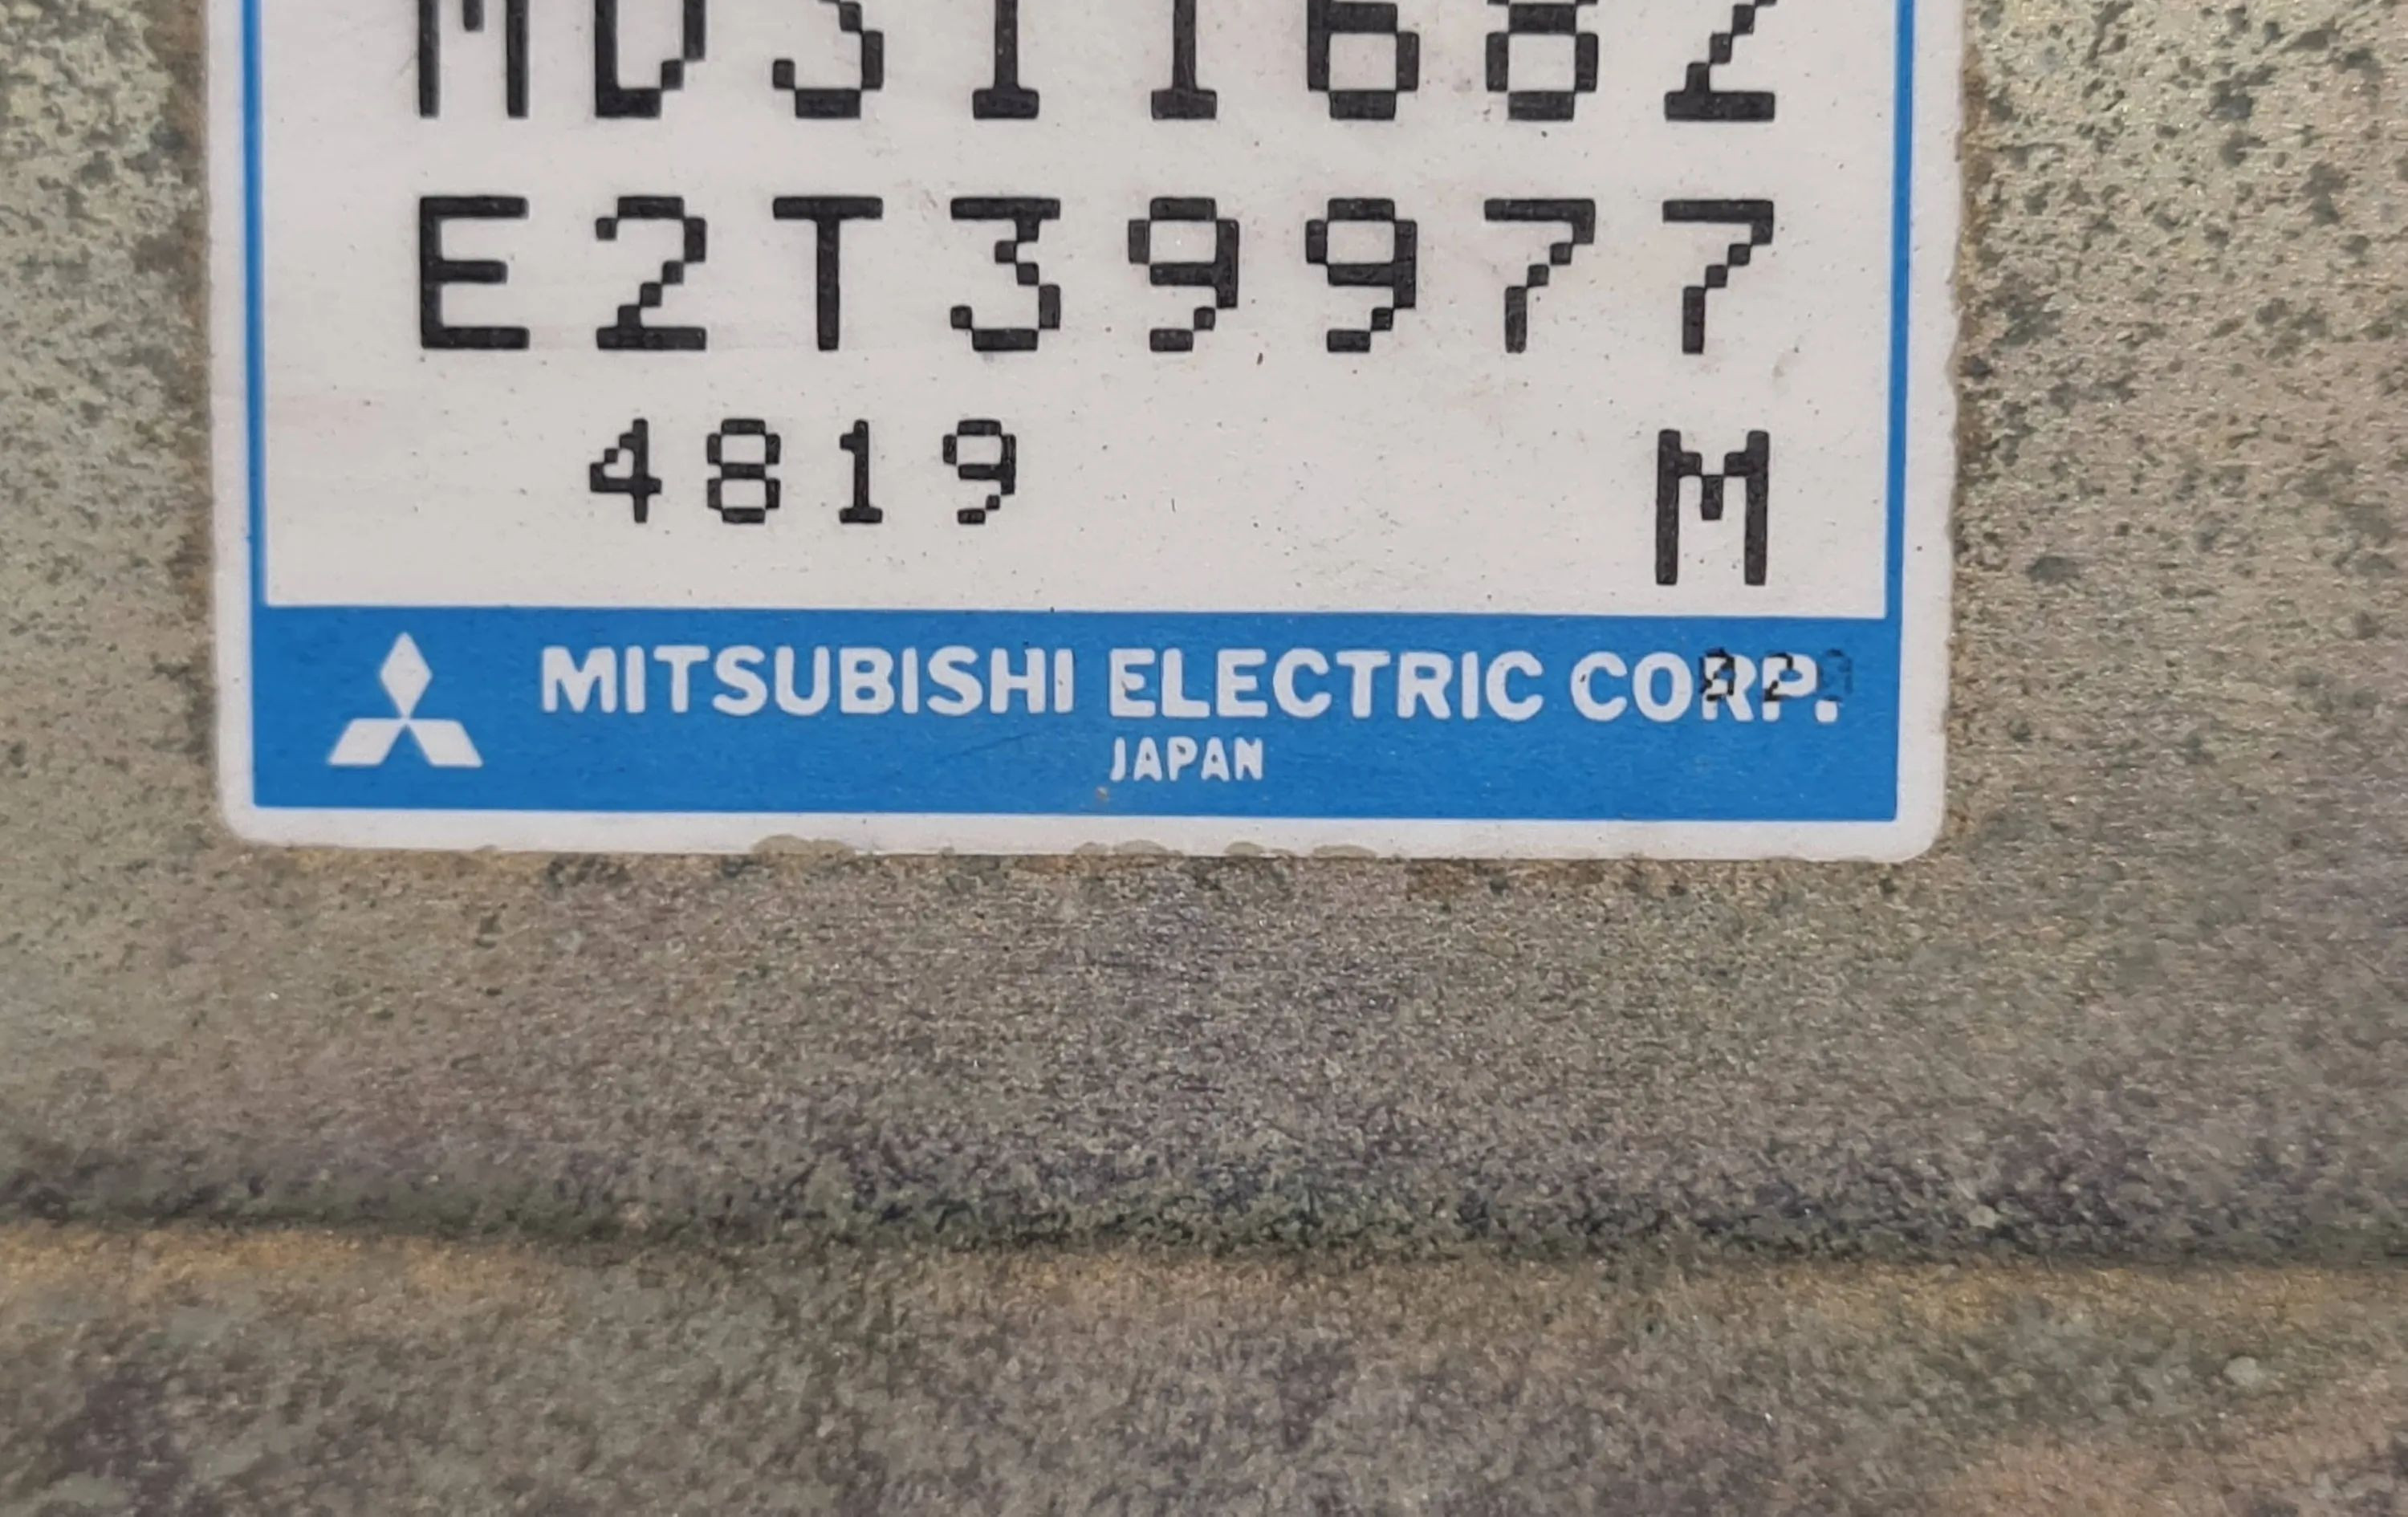 MD311682
E2T39977
4819 M
MITSUBISHI ELECTRIC CORP.
JAPAN